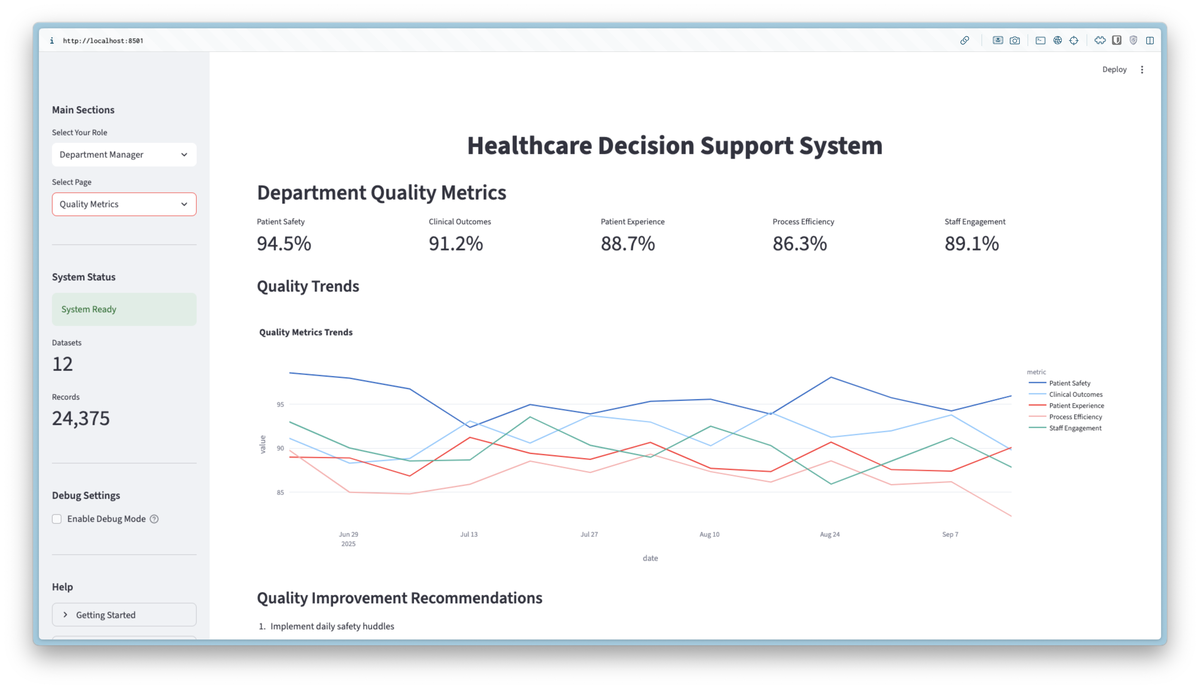 http://localhost:8501
Deploy
Main Sections
Select Your Role
Department Manager
Select Page
Quality Metrics
System Status
System Ready
Datasets
12
Records
24,375
Debug Settings
Enable Debug Mode
Help
Getting Started
Healthcare Decision Support System
Department Quality Metrics
Patient Safety
94.5%
Clinical Outcomes
91.2%
Patient Experience
88.7%
Process Efficiency
86.3%
Staff Engagement
89.1%
Quality Trends
Quality Metrics Trends
value
95
90
85
Jun 29
2025
Jul 13
Jul 27
Aug 10
Aug 24
Sep 7
date
metric
Patient Safety
Clinical Outcomes
Patient Experience
Process Efficiency
Staff Engagement
Quality Improvement Recommendations
1. Implement daily safety huddles